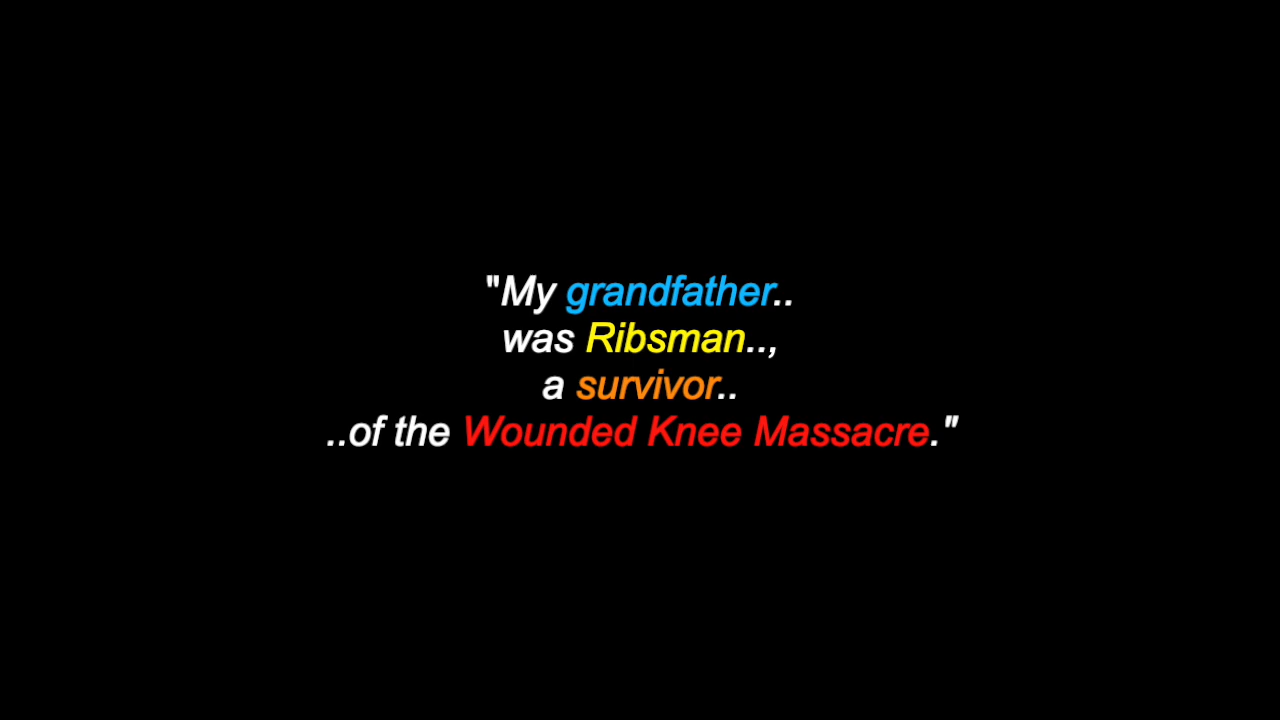 "My grandfather..
was Ribsman..,
a survivor..
..of the Wounded Knee Massacre."